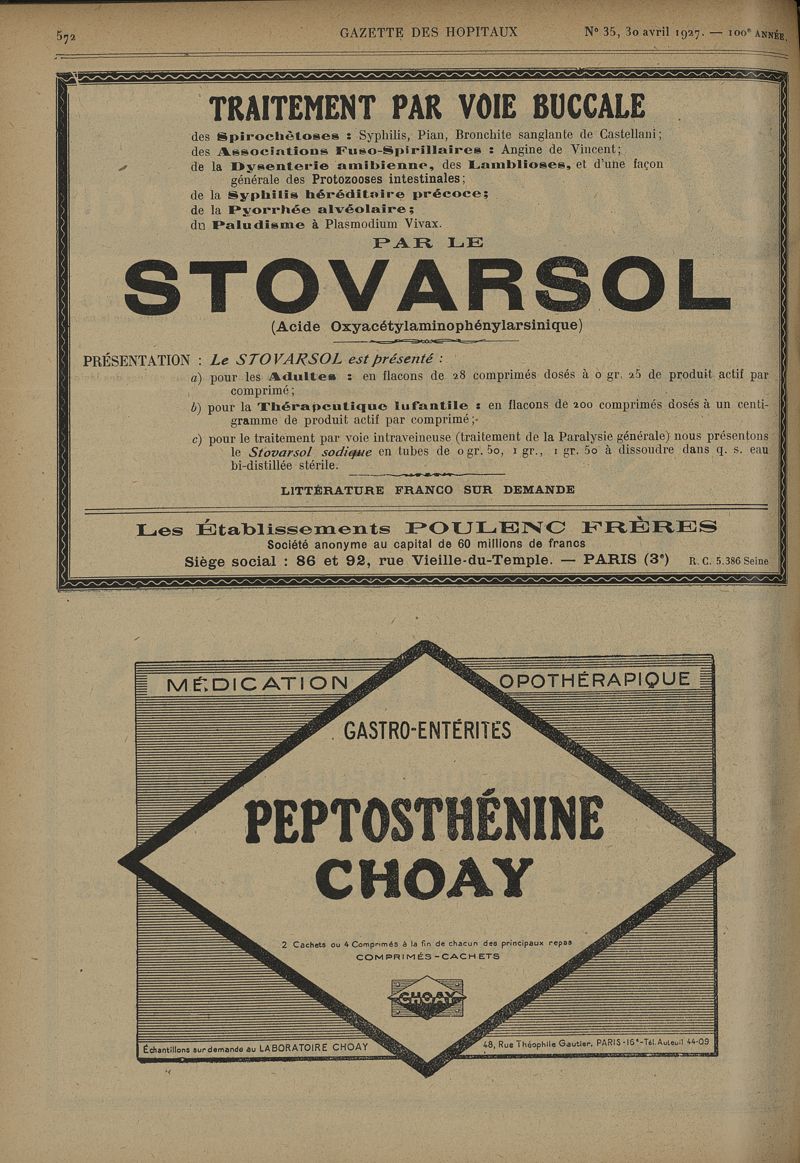 572
GAZETTE DES HOPITAUX
N° 35, 30 avril 1927. — 100e ANNÉE.
TRAITEMENT PAR VOIE BUCCALE
des Spirochètoses : Syphilis, Pian, Bronchite sanglante de Castellani;
des Associations Fuso-Spirillaires : Angine de Vincent;
de la Dysenterie amibienne, des Lamblioses, et d'une façon
générale des Protozooses intestinales;
de la Syphilis héréditaire précoce;
de la Pyorrhée alvéolaire;
du Paludisme à Plasmodium Vivax.
PAR LE
STOVARSOL
(Acide Oxyacétylaminophénylarsinique)
PRÉSENTATION : Le STOVARSOL est présenté :
a) pour les Adultes : en flacons de 28 comprimés dosés à 0 gr. 25 de produit actif par
comprimé;
b) pour la Thérapeutique Infantile : en flacons de 200 comprimés dosés à un centi-
gramme de produit actif par comprimé;
c) pour le traitement par voie intraveineuse (traitement de la Paralysie générale) nous présentons
le Stovarsol sodique en tubes de 0 gr. 50, 1 gr., 1 gr. 50 à dissoudre dans q. s. eau
bi-distillée stérile.
LITTÉRATURE FRANCO SUR DEMANDE
Les Établissements POULENC FRÈRES
Société anonyme au capital de 60 millions de francs
Siège social : 86 et 92, rue Vieille-du-Temple. — PARIS (3e) R. C. 5.386 Seine
MÉDICATION OPOTHÉRAPIQUE
GASTRO-ENTÉRITES
PEPTOSTHÉNINE
CHOAY
2 Cachets ou 4 Comprimés à la fin de chacun des principaux repas
COMPRIMÉS - CACHETS
CHOAY
Échantillons sur demande au LABORATOIRE CHOAY
48, Rue Théophile Gautier, PARIS-16e-Tél. Auteuil 44-09